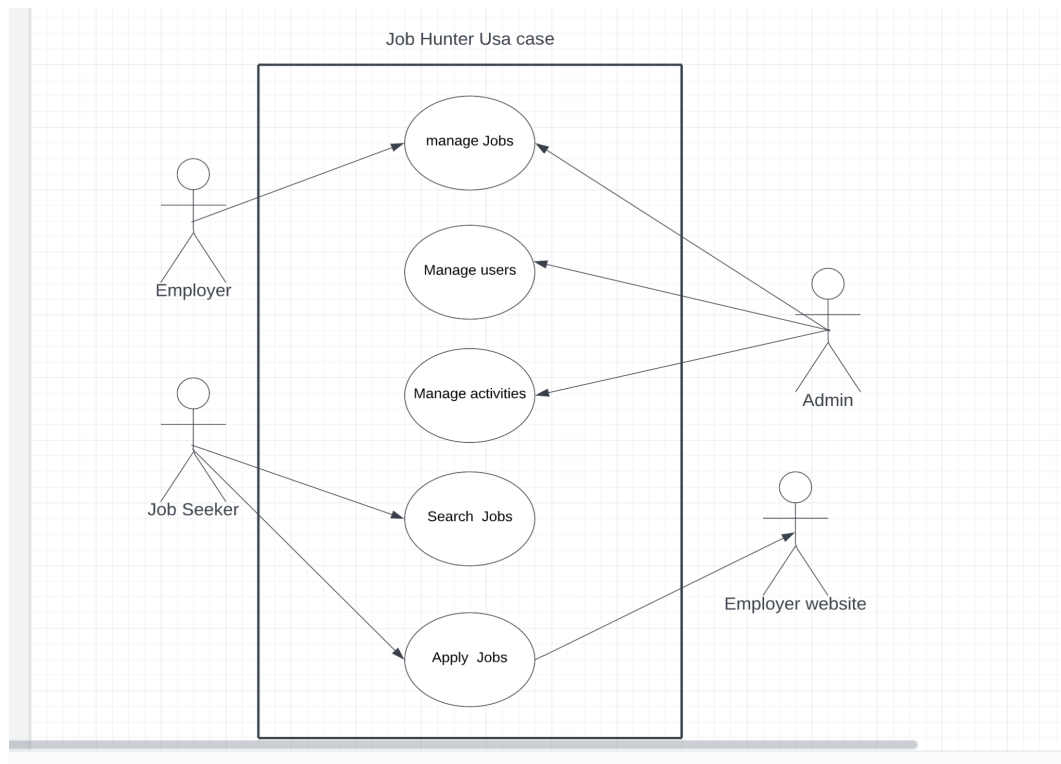 Job Hunter Usa case
manage Jobs
Employer
Manage users
Admin
Manage activities
Job Seeker
Search Jobs
Employer website
Apply Jobs